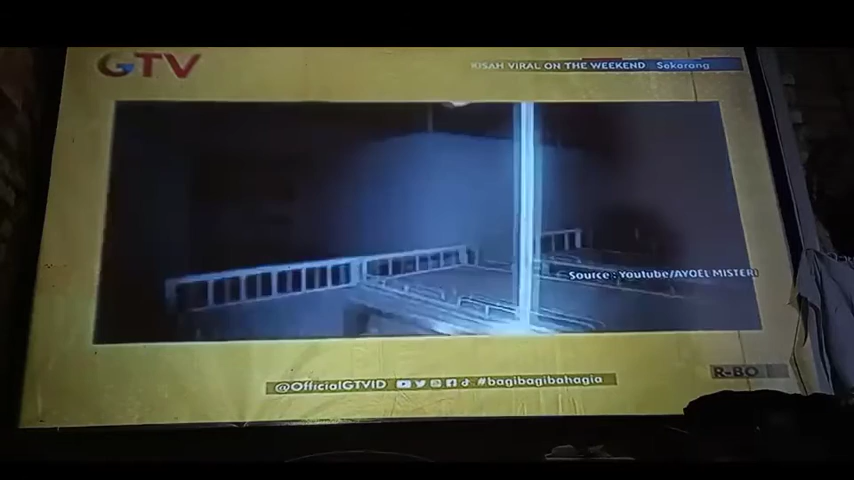 GTV
KISAH VIRAL ON THE WEEKEND Sekarang
Source : Youtube/AYOEL MISTERI
@OfficialGTVID #bagibagibahagia
R-BO